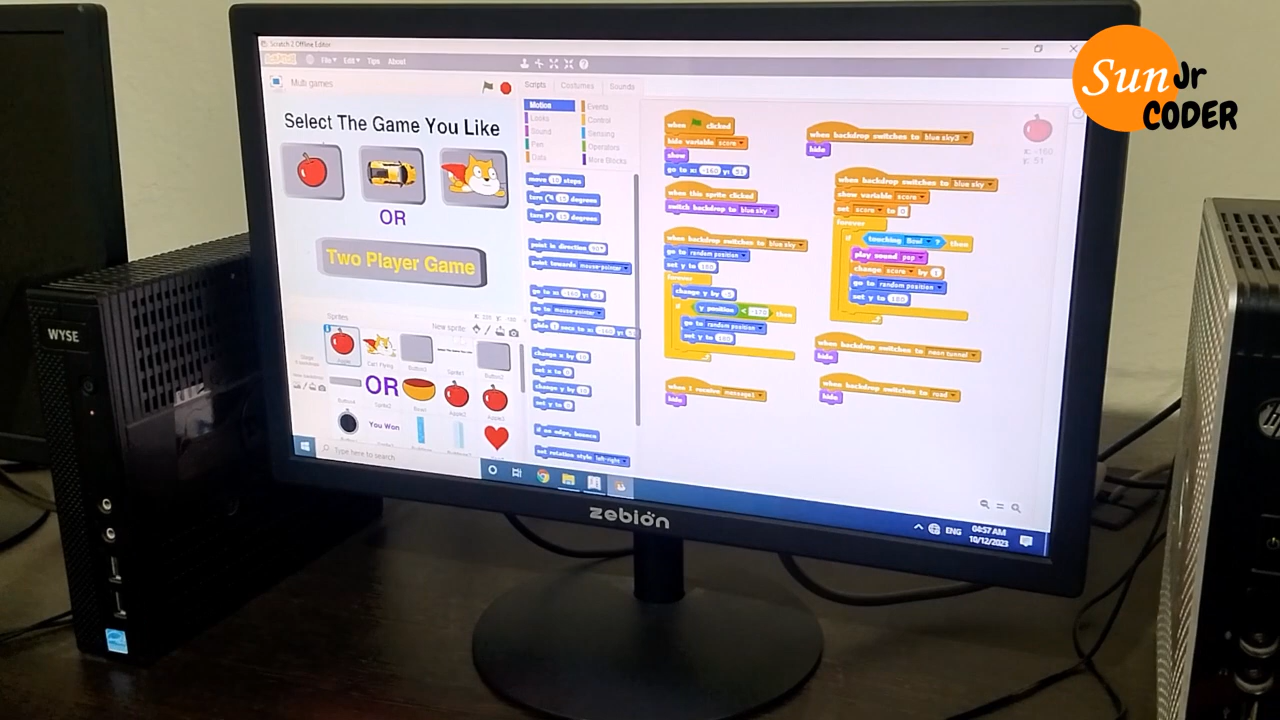 Sun Jr
CODER
Scratch 2 Offline Editor
File Edit Tips About
Multi games
Select The Game You Like
OR
Two Player Game
Sprites
New sprite:
Apple
Cat1 Flying
Button3
Sprite1
Button2
Button4
OR
Sprite2
Bowl
Apple2
Apple3
You Won
Scripts Costumes Sounds
Motion Events
Looks Control
Sound Sensing
Pen Operators
Data More Blocks
move 10 steps
turn 15 degrees
turn 15 degrees
point in direction 90
point towards mouse-pointer
go to x: -160 y: 51
go to mouse-pointer
glide 1 secs to x: -160 y:
change x by 10
set x to 0
change y by 10
set y to 0
if on edge, bounce
set rotation style left-right
when clicked
hide variable score
show
go to x: -160 y: 51
when this sprite clicked
switch backdrop to blue sky
when backdrop switches to blue sky
go to random position
set y to 180
forever
change y by -5
if y position < -170 then
go to random position
set y to 180
when I receive message1
hide
when backdrop switches to blue sky3
hide
when backdrop switches to blue sky
show variable score
set score to 0
forever
if touching Bowl ? then
play sound pop
change score by 1
go to random position
set y to 180
when backdrop switches to neon tunnel
hide
when backdrop switches to road
hide
x: -160
y: 51
Type here to search
ENG
04:57 AM
10/12/2023
zebion
WYSE